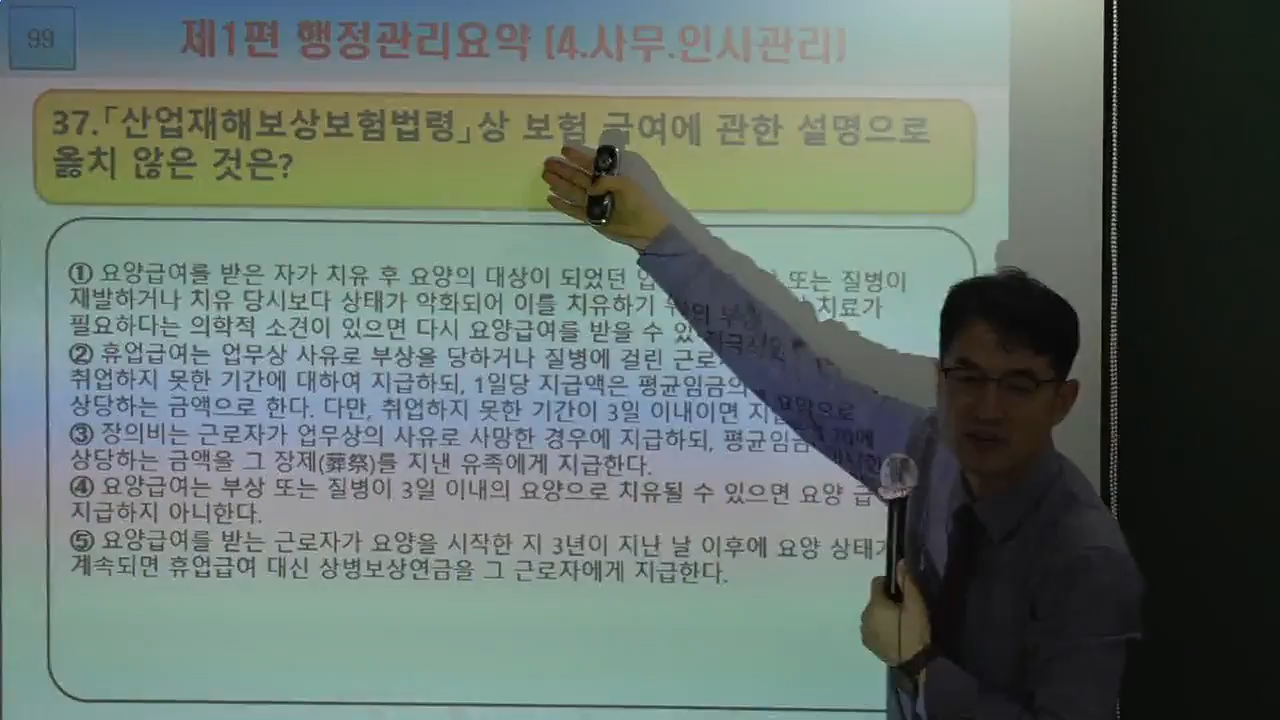 99
제1편 행정관리요약 (4.사무.인사관리)
37.「산업재해보상보험법령」상 보험 급여에 관한 설명으로
옳지 않은 것은?
① 요양급여를 받은 자가 치유 후 요양의 대상이 되었던 또는 질병이
재발하거나 치유 당시보다 상태가 악화되어 이를 치유하기 치료가
필요하다는 의학적 소견이 있으면 다시 요양급여를 받을 수
② 휴업급여는 업무상 사유로 부상을 당하거나 질병에 걸린
취업하지 못한 기간에 대하여 지급하되, 1일당 지급액은 평균임금의
상당하는 금액으로 한다. 다만, 취업하지 못한 기간이 3일 이내이면
③ 장의비는 근로자가 업무상의 사유로 사망한 경우에 지급하되,
상당하는 금액을 그 장제(葬祭)를 지낸 유족에게 지급한다.
④ 요양급여는 부상 또는 질병이 3일 이내의 요양으로 치유될 수 있으면 요양 급
지급하지 아니한다.
⑤ 요양급여를 받는 근로자가 요양을 시작한 지 3년이 지난 날 이후에 요양
계속되면 휴업급여 대신 상병보상연금을 그 근로자에게 지급한다.